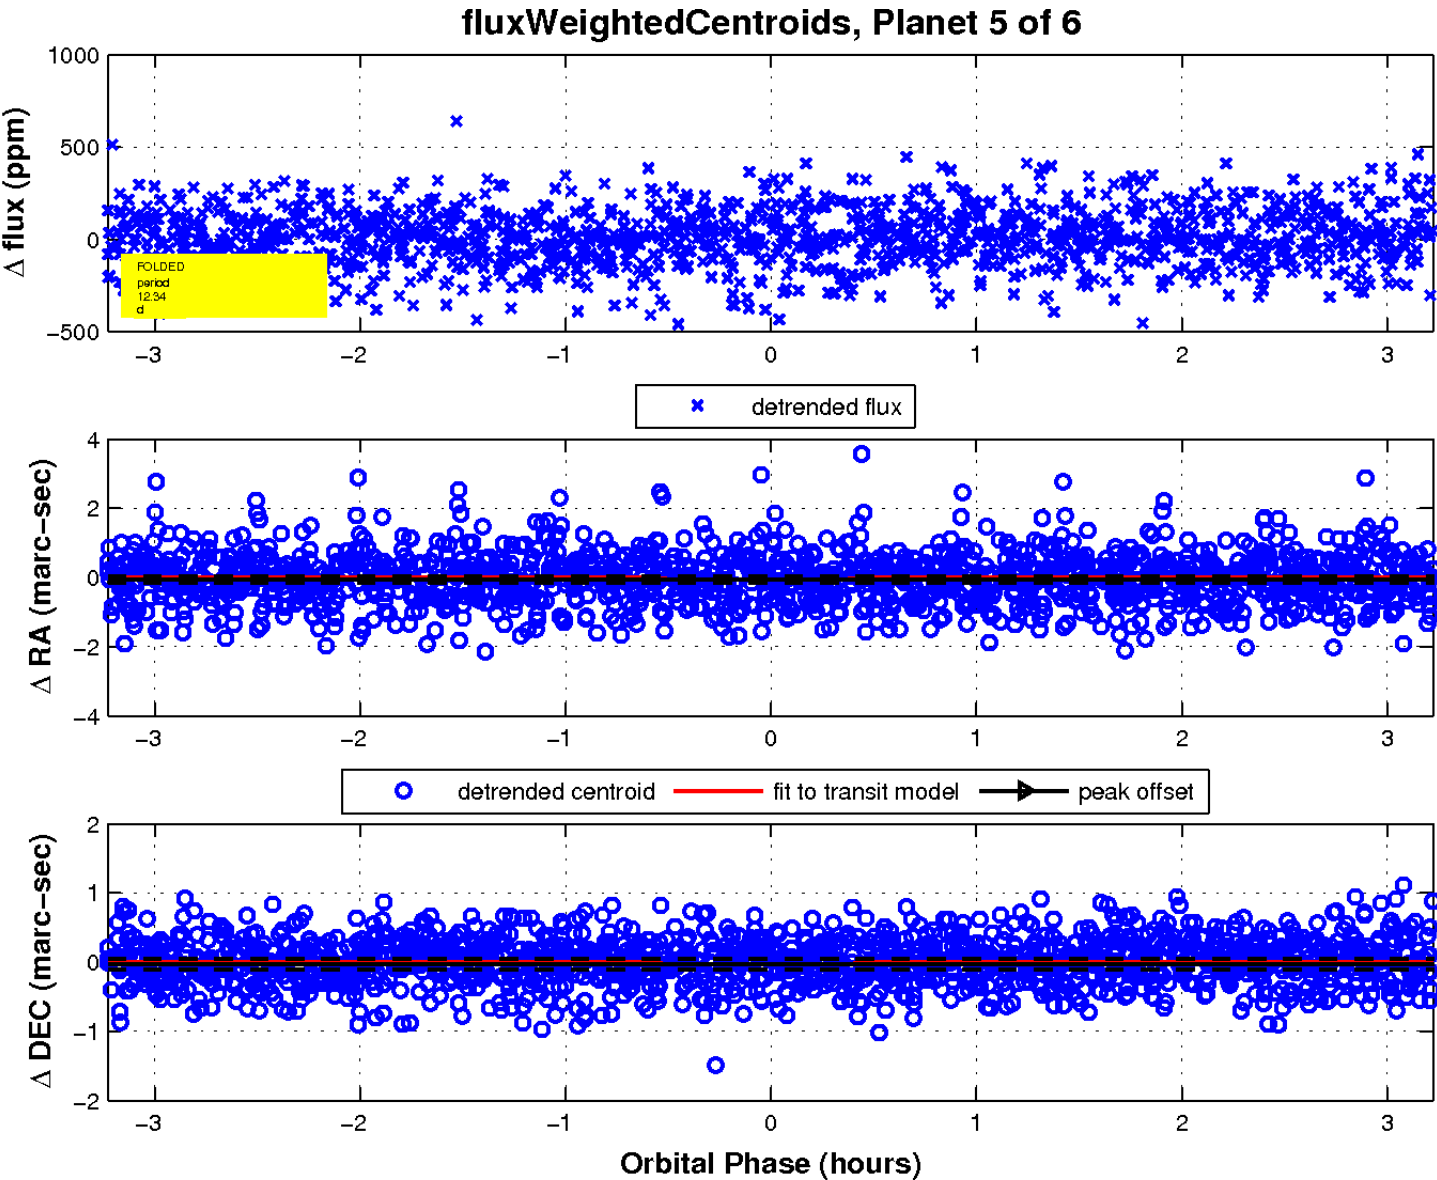 fluxWeightedCentroids, Planet 5 of 6
Δ flux (ppm)
1000
500
0
−500
FOLDED
period
12.34
d
−3 −2 −1 0 1 2 3
detrended flux
Δ RA (marc−sec)
4
2
0
−2
−4
−3 −2 −1 0 1 2 3
detrended centroid fit to transit model peak offset
Δ DEC (marc−sec)
2
1
0
−1
−2
−3 −2 −1 0 1 2 3
Orbital Phase (hours)